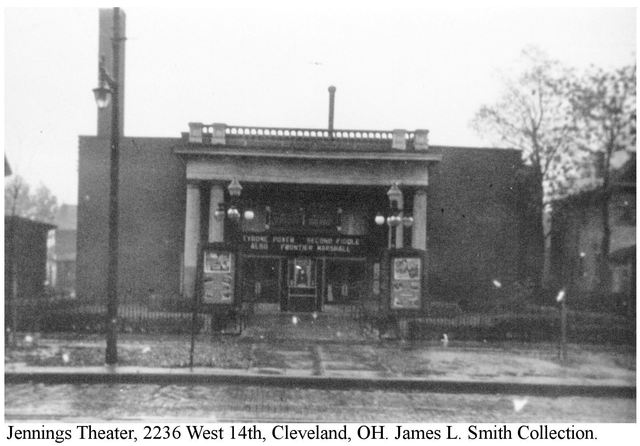 TYRONE POWER "SECOND FIDDLE"
ALSO "FRONTIER MARSHALL
Jennings Theater, 2236 West 14th, Cleveland, OH. James L. Smith Collection.